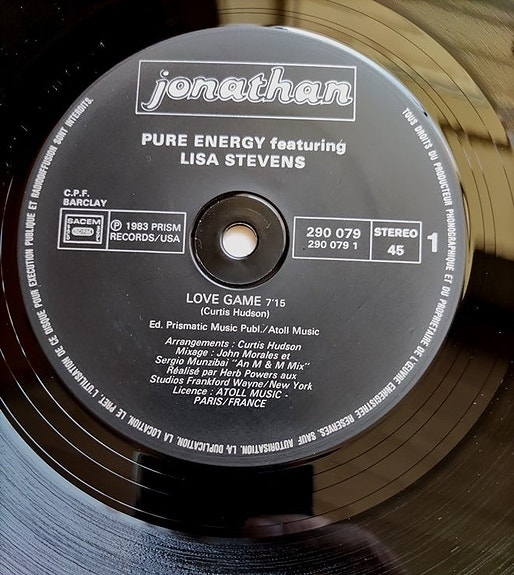 jonathan
PURE ENERGY featuring
LISA STEVENS
C.P.F.
BARCLAY
SACEM
Ⓟ 1983 PRISM
RECORDS/USA
290 079
290 079 1
STEREO
45
1
LOVE GAME 7'15
(Curtis Hudson)
Ed. Prismatic Music Publ./Atoll Music
Arrangements : Curtis Hudson
Mixage : John Morales et
Sergio Munzibaï "An M & M Mix"
Réalisé par Herb Powers aux
Studios Frankford Wayne/New York
Licence : ATOLL MUSIC -
PARIS/FRANCE
TOUS DROITS DU PRODUCTEUR PHONOGRAPHIQUE ET DU PROPRIETAIRE DE L'ŒUVRE ENREGISTREE RESERVES. SAUF AUTORISATION, LA DUPLICATION, LA LOCATION, LE PRET, L'UTILISATION DE CE DISQUE POUR EXECUTION PUBLIQUE ET RADIODIFFUSION SONT INTERDITS.